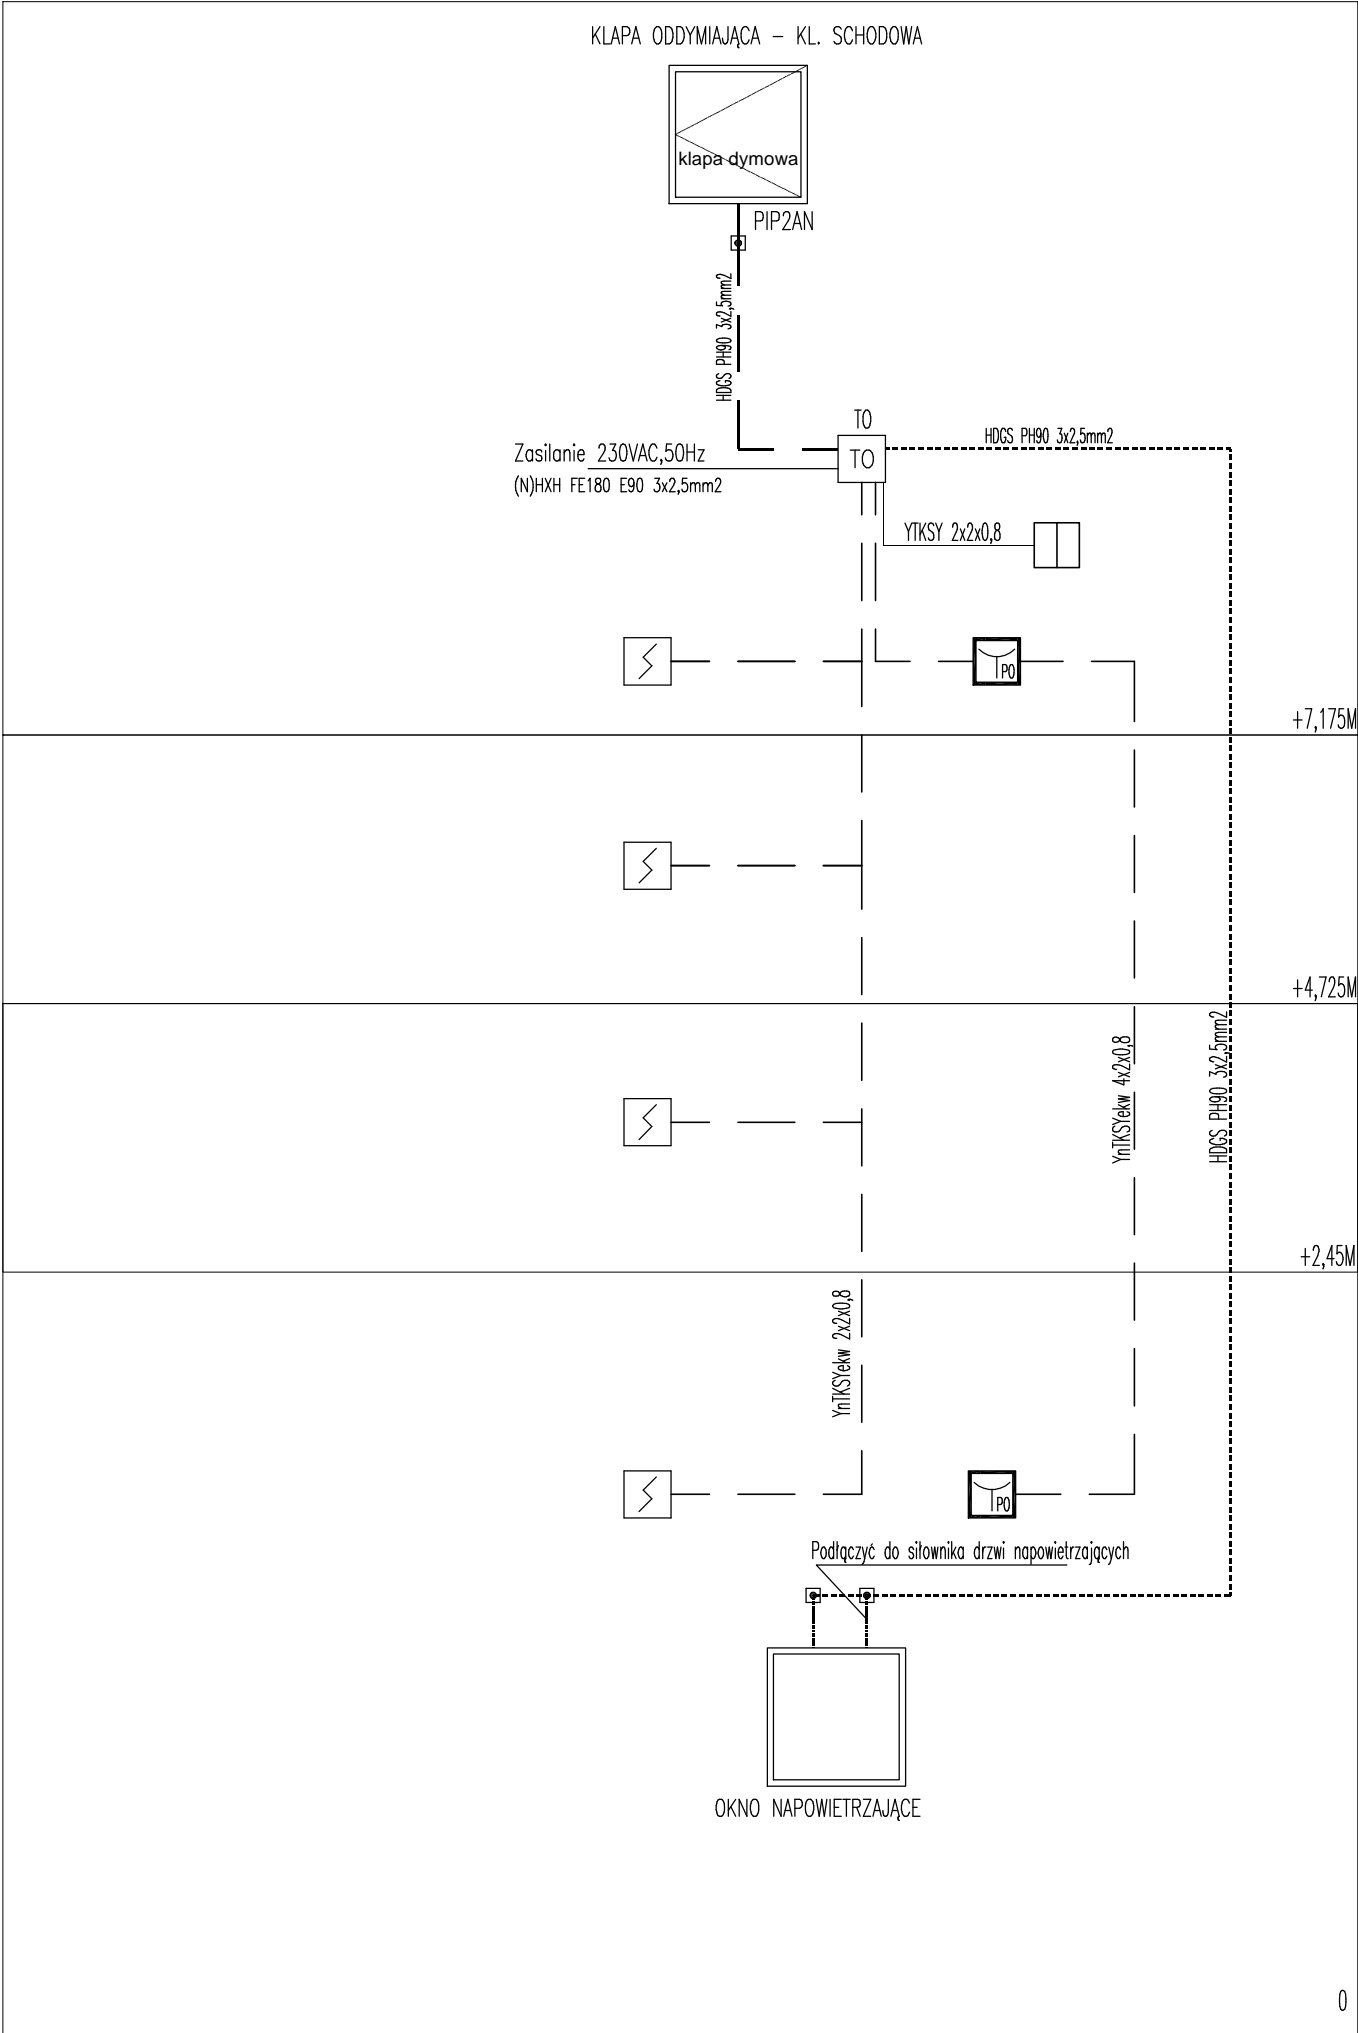 KLAPA ODDYMIAJĄCA – KL. SCHODOWA
klapa dymowa
PIP2AN
HDGS PH90 3x2,5mm2
TO
TO
HDGS PH90 3x2,5mm2
Zasilanie 230VAC,50Hz
(N)HXH FE180 E90 3x2,5mm2
YTKSY 2x2x0,8
PO
+7,175M
+4,725M
YnTKSYekw 4x2x0,8
HDGS PH90 3x2,5mm2
+2,45M
YnTKSYekw 2x2x0,8
PO
Podłączyć do siłownika drzwi napowietrzających
OKNO NAPOWIETRZAJĄCE
0